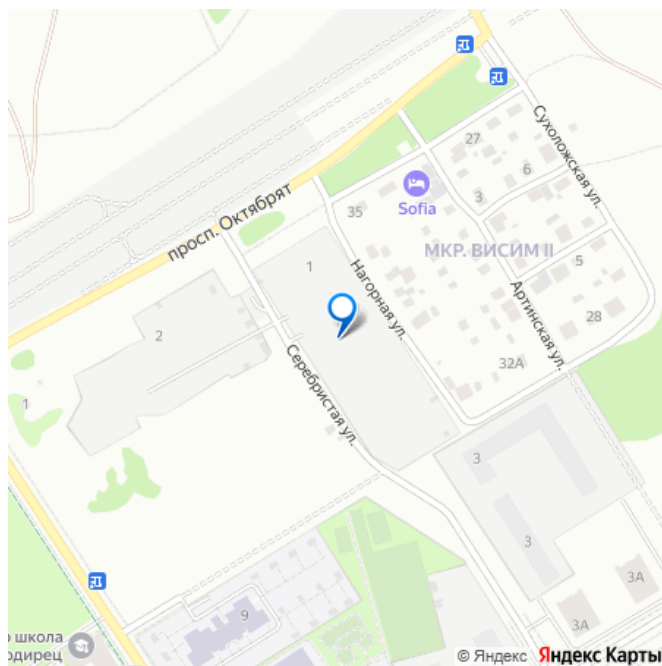 27
Сухоложская ул.
6
3
35
Sofia
просп. Октябрят
МКР. ВИСИМ II
5
1
Нагорная ул.
Артинская ул.
28
2
Серебристая ул.
32А
1
3
3
3А
9
3А
школа
одирец
© Яндекс Яндекс Карты